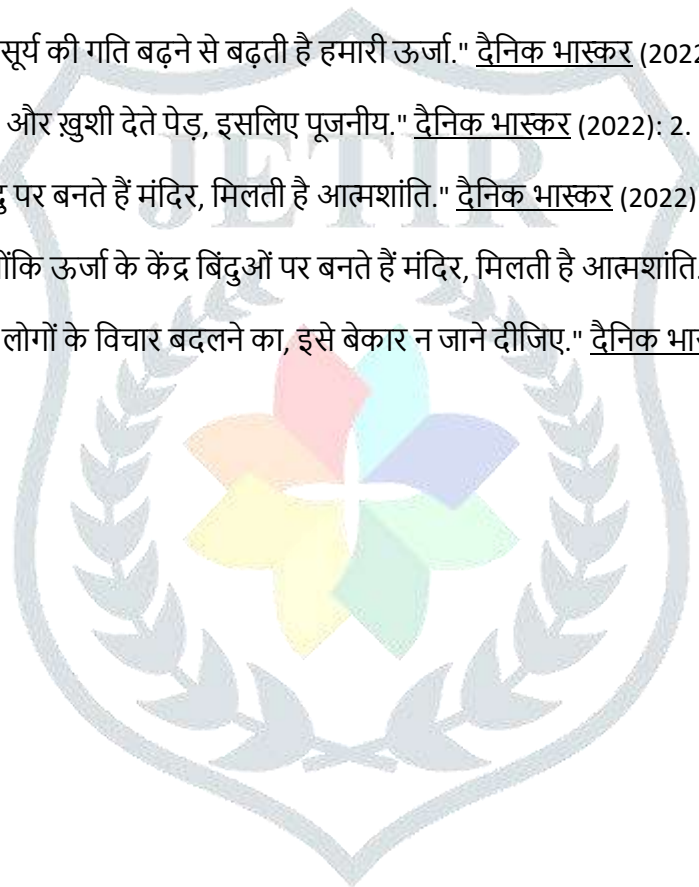 सूर्य की गति बढ़ने से बढ़ती है हमारी ऊर्जा." दैनिक भास्कर (2022
और ख़ुशी देते पेड़, इसलिए पूजनीय." दैनिक भास्कर (2022): 2.
पर बनते हैं मंदिर, मिलती है आत्मशांति." दैनिक भास्कर (2022)
ऊर्जा के केंद्र बिंदुओं पर बनते हैं मंदिर, मिलती है आत्मशांति.
लोगों के विचार बदलने का, इसे बेकार न जाने दीजिए." दैनिक
JETIR